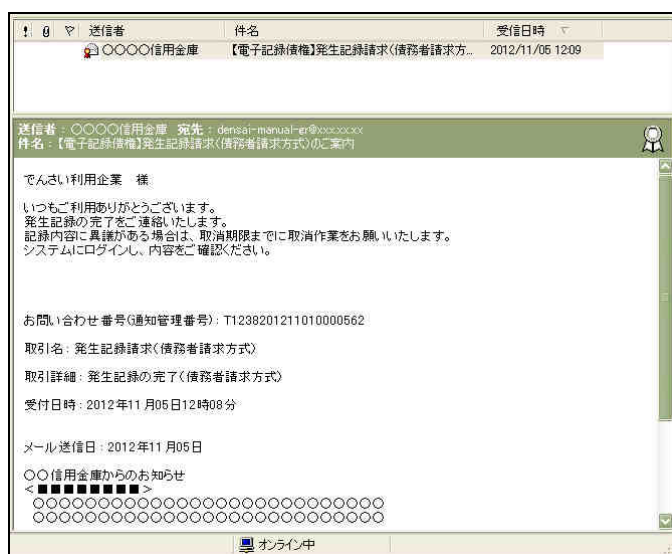 ! 送信者 件名 受信日時
〇〇〇〇信用金庫 【電子記録債権】発生記録請求(債務者請求方... 2012/11/05 12:09
送信者：〇〇〇〇信用金庫 宛先：densai-manual-er@xxxxxxx
件名：【電子記録債権】発生記録請求(債務者請求方式)のご案内
でんさい利用企業　様
いつもご利用ありがとうございます。
発生記録の完了をご連絡いたします。
記録内容に異議がある場合は、取消期限までに取消作業をお願いいたします。
システムにログインし、内容をご確認ください。
お問い合わせ番号(通知管理番号)：T1238201211010000562
取引名：発生記録請求(債務者請求方式)
取引詳細：発生記録の完了(債務者請求方式)
受付日時：2012年11月05日12時08分
メール送信日：2012年11月05日
〇〇信用金庫からのお知らせ
<■■■■■■■■>
〇〇〇〇〇〇〇〇〇〇〇〇〇〇〇〇〇〇〇〇〇〇〇〇〇〇〇
〇〇〇〇〇〇〇〇〇〇〇〇〇〇〇〇〇〇〇〇〇〇〇〇〇〇〇
オンライン中